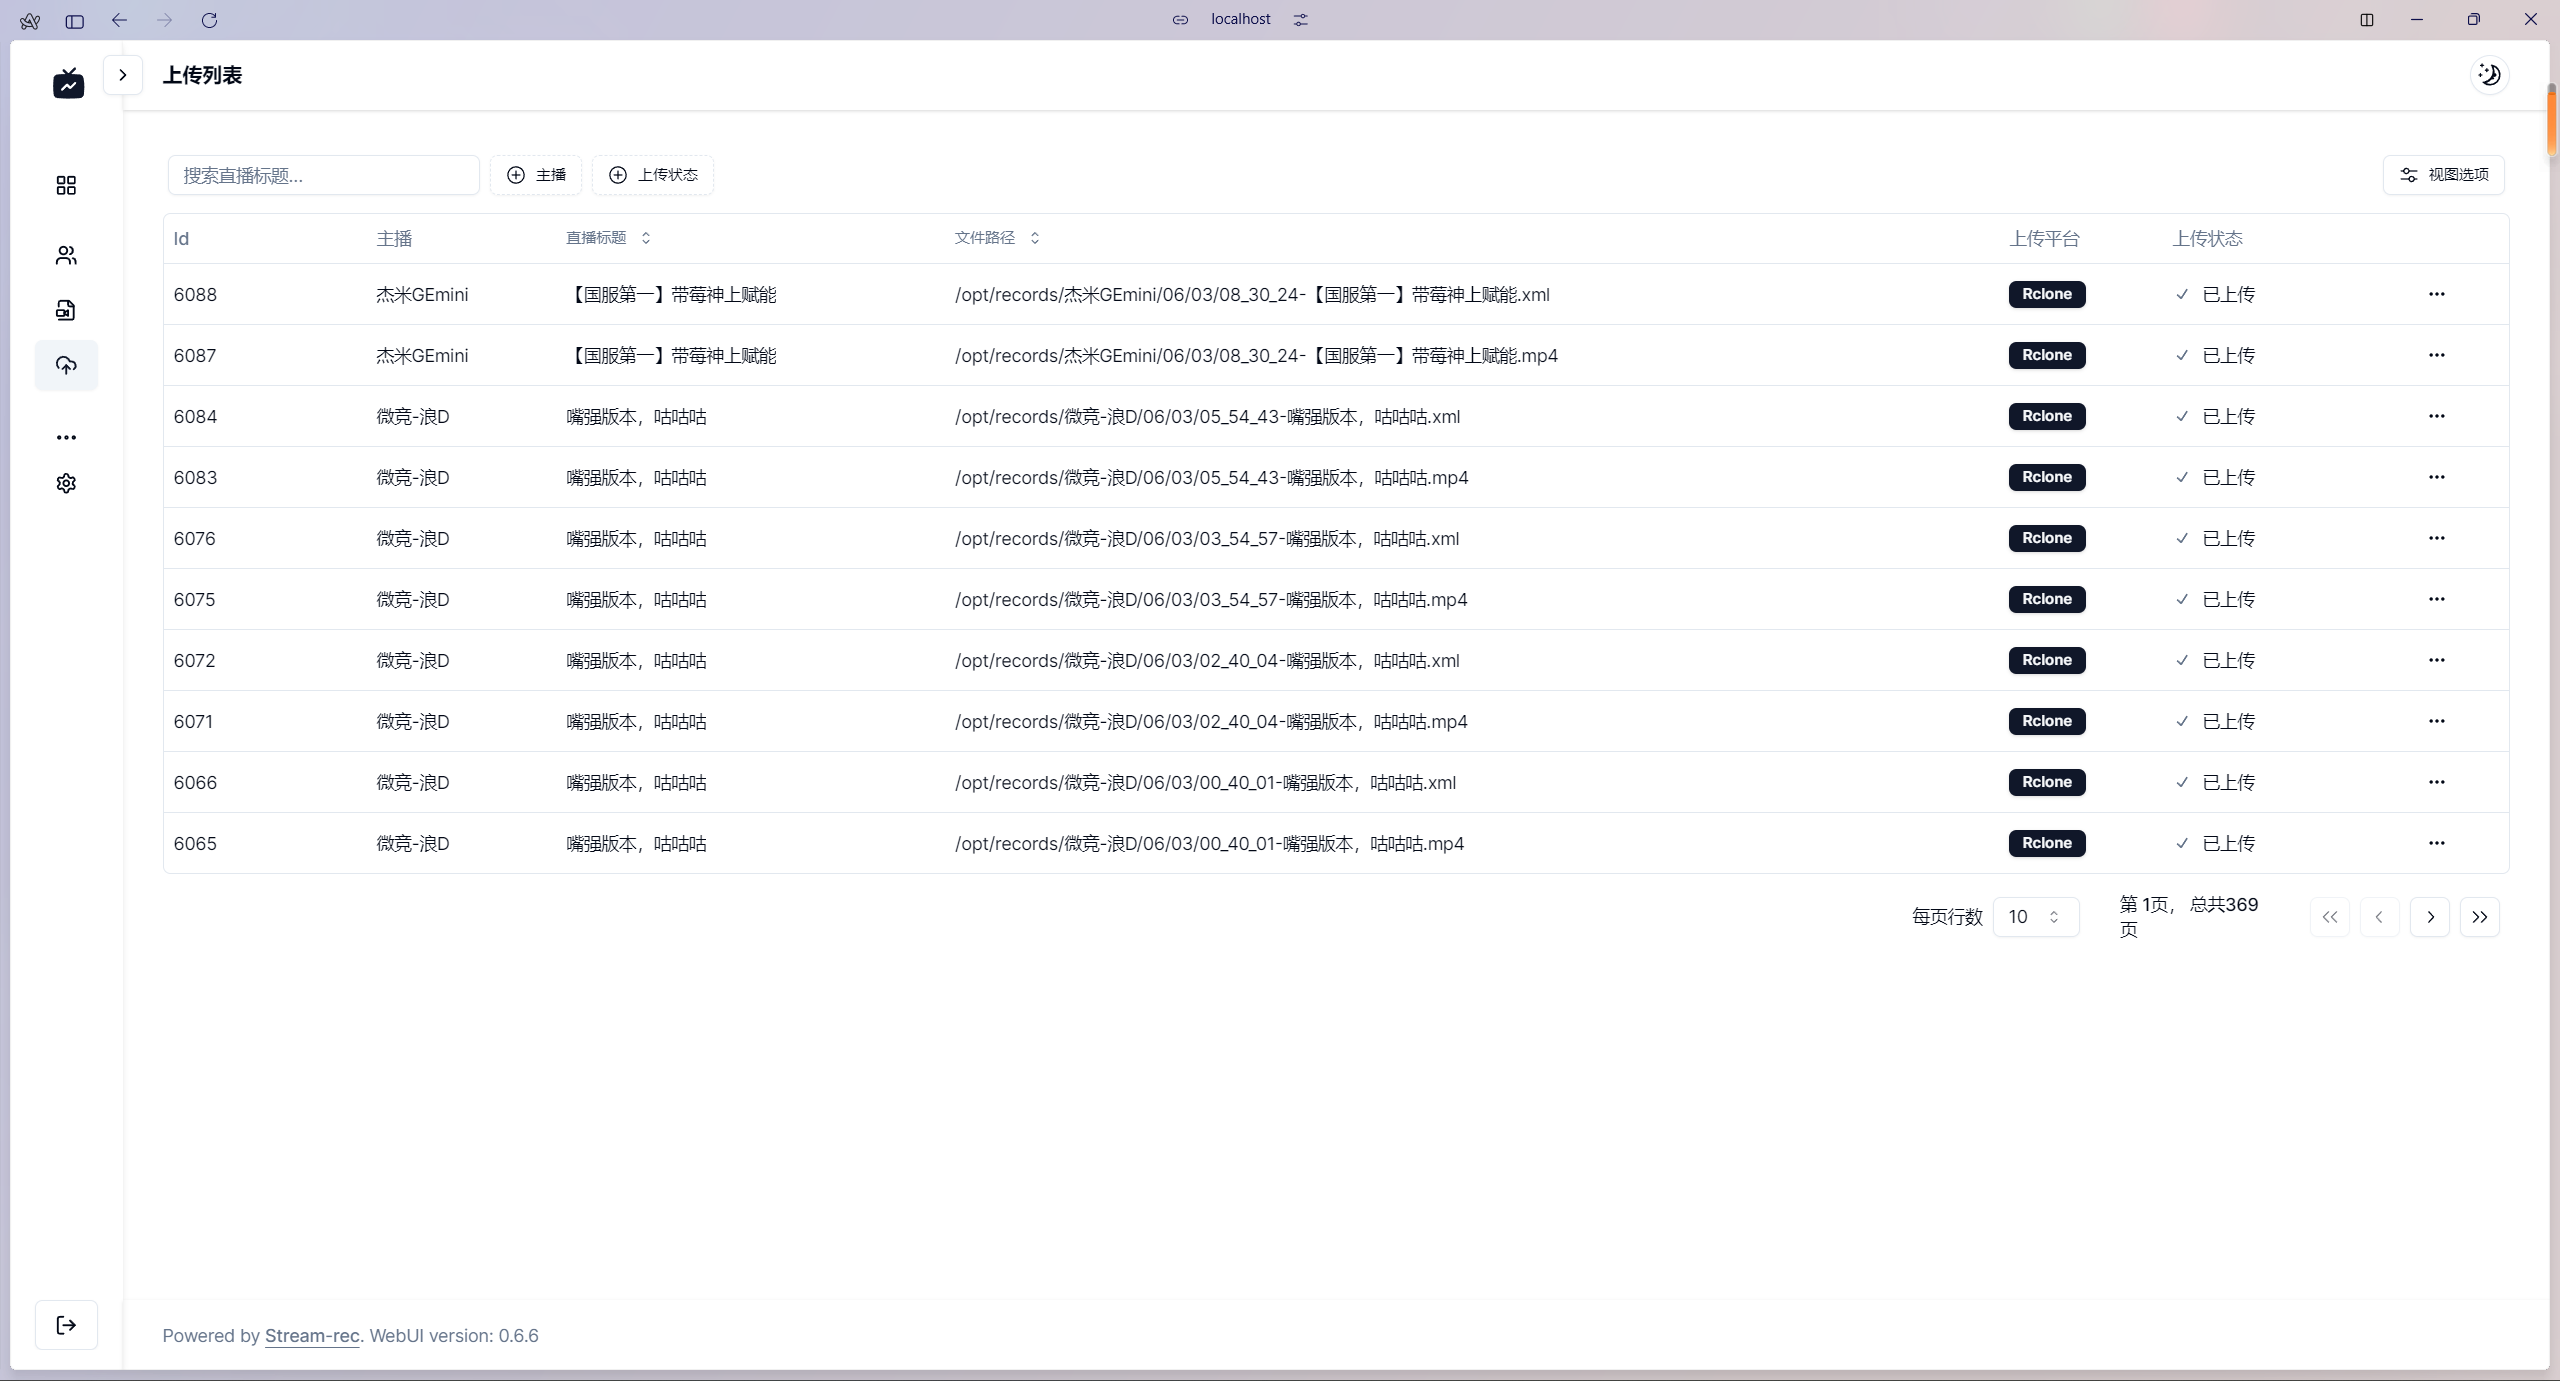 localhost
上传列表
搜索直播标题... 主播 上传状态 视图选项
Id 主播 直播标题 文件路径 上传平台 上传状态
6088 杰米GEmini 【国服第一】带莓神上赋能 /opt/records/杰米GEmini/06/03/08_30_24-【国服第一】带莓神上赋能.xml Rclone 已上传
6087 杰米GEmini 【国服第一】带莓神上赋能 /opt/records/杰米GEmini/06/03/08_30_24-【国服第一】带莓神上赋能.mp4 Rclone 已上传
6084 微竞-浪D 嘴强版本，咕咕咕 /opt/records/微竞-浪D/06/03/05_54_43-嘴强版本，咕咕咕.xml Rclone 已上传
6083 微竞-浪D 嘴强版本，咕咕咕 /opt/records/微竞-浪D/06/03/05_54_43-嘴强版本，咕咕咕.mp4 Rclone 已上传
6076 微竞-浪D 嘴强版本，咕咕咕 /opt/records/微竞-浪D/06/03/03_54_57-嘴强版本，咕咕咕.xml Rclone 已上传
6075 微竞-浪D 嘴强版本，咕咕咕 /opt/records/微竞-浪D/06/03/03_54_57-嘴强版本，咕咕咕.mp4 Rclone 已上传
6072 微竞-浪D 嘴强版本，咕咕咕 /opt/records/微竞-浪D/06/03/02_40_04-嘴强版本，咕咕咕.xml Rclone 已上传
6071 微竞-浪D 嘴强版本，咕咕咕 /opt/records/微竞-浪D/06/03/02_40_04-嘴强版本，咕咕咕.mp4 Rclone 已上传
6066 微竞-浪D 嘴强版本，咕咕咕 /opt/records/微竞-浪D/06/03/00_40_01-嘴强版本，咕咕咕.xml Rclone 已上传
6065 微竞-浪D 嘴强版本，咕咕咕 /opt/records/微竞-浪D/06/03/00_40_01-嘴强版本，咕咕咕.mp4 Rclone 已上传
每页行数 10 第 1页， 总共369
页
Powered by Stream-rec. WebUI version: 0.6.6